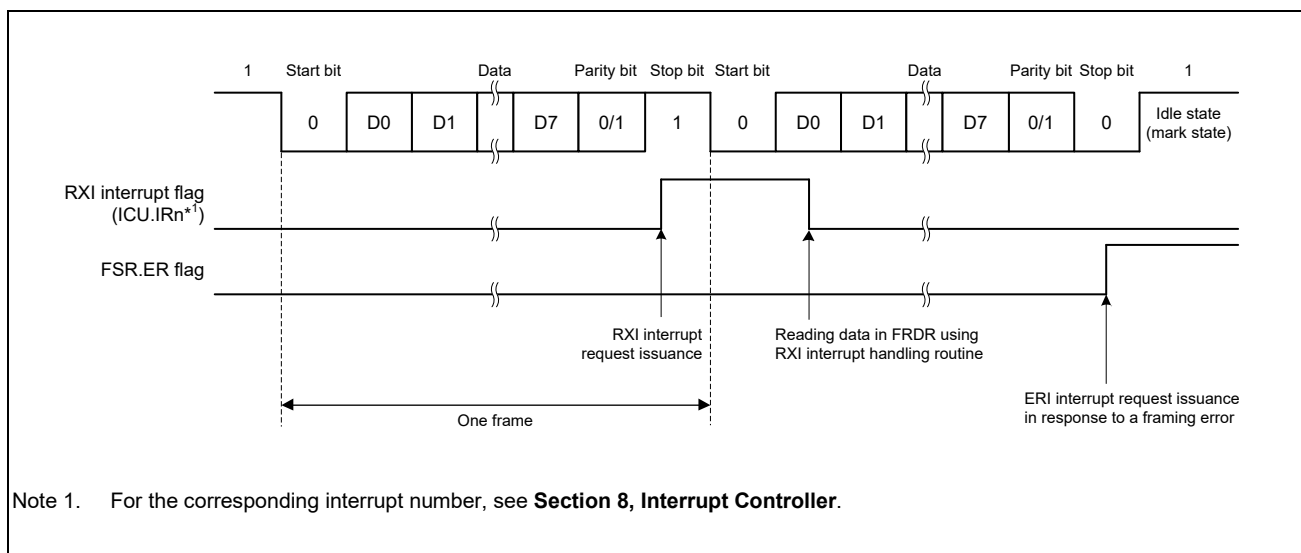 1 Start bit Data Parity bit Stop bit Start bit Data Parity bit Stop bit 1
0 D0 D1 D7 0/1 1 0 D0 D1 D7 0/1 0 Idle state
(mark state)
RXI interrupt flag
(ICU.IRn*1)
FSR.ER flag
RXI interrupt
request issuance
Reading data in FRDR using
RXI interrupt handling routine
ERI interrupt request issuance
in response to a framing error
One frame
Note 1. For the corresponding interrupt number, see Section 8, Interrupt Controller.